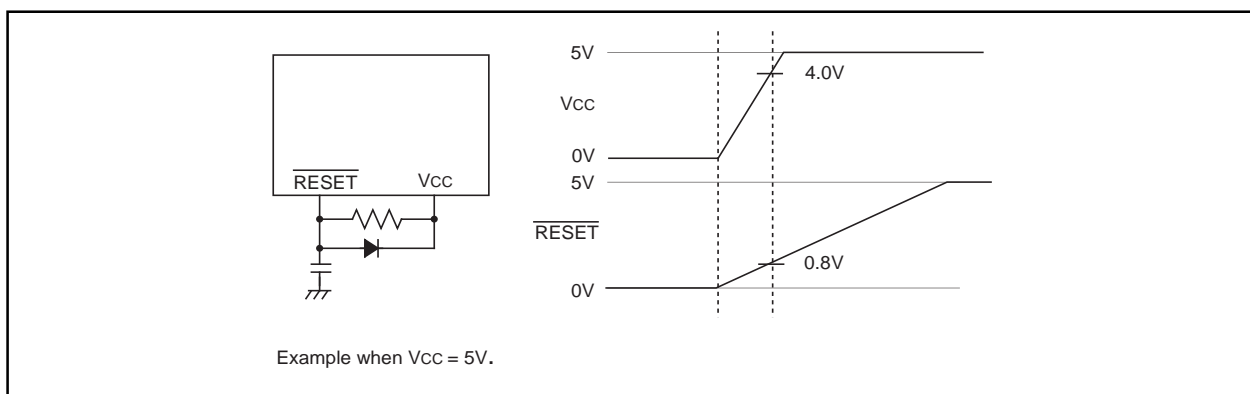 RESET VCC
Example when VCC = 5V.
5V
4.0V
VCC
0V
5V
RESET
0.8V
0V